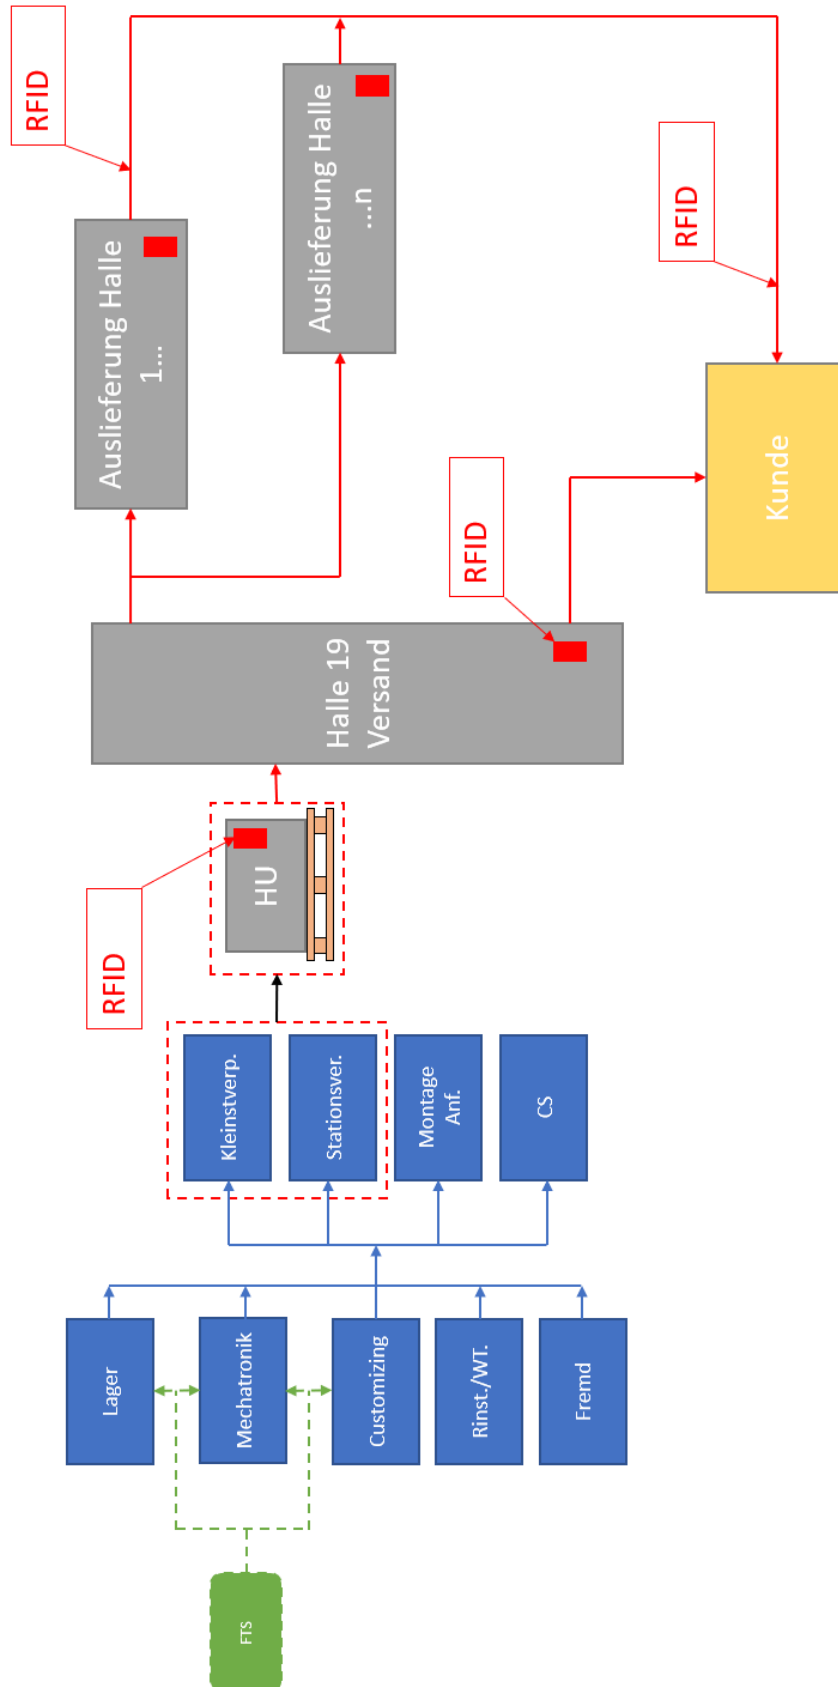 FTS
Lager
Mechatronik
Customizing
Rinst./WT.
Fremd
Kleinstverp.
Stationsver.
Montage
Anf.
CS
RFID
HU
Halle 19
Versand
RFID
Auslieferung Halle
1...
RFID
Auslieferung Halle
...n
RFID
Kunde